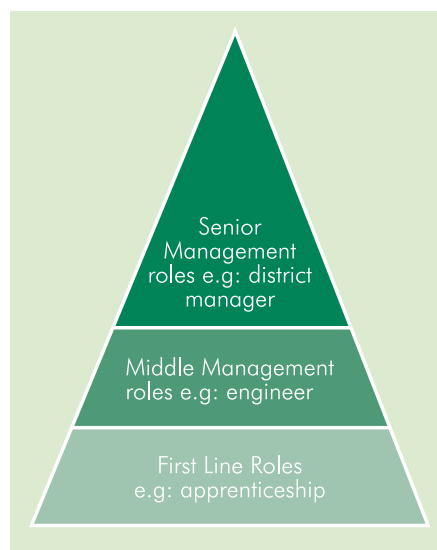 Senior
Management
roles e.g: district
manager
Middle Management
roles e.g: engineer
First Line Roles
e.g: apprenticeship